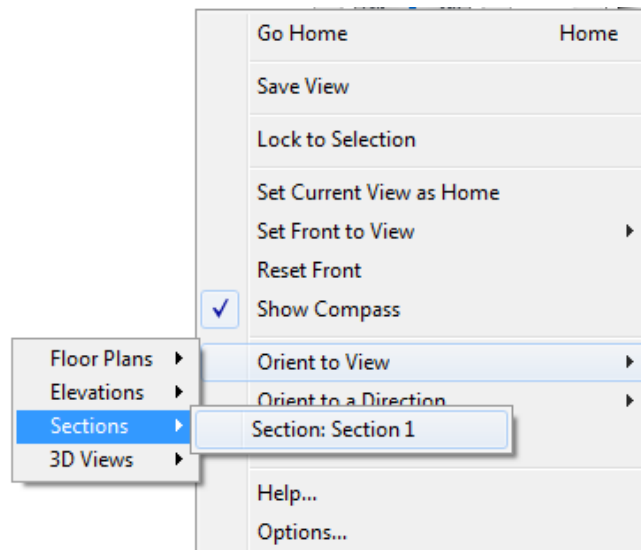 Go Home Home
Save View
Lock to Selection
Set Current View as Home
Set Front to View
Reset Front
Show Compass
Orient to View
Orient to a Direction
Floor Plans
Elevations
Sections
3D Views
Section: Section 1
Help...
Options...